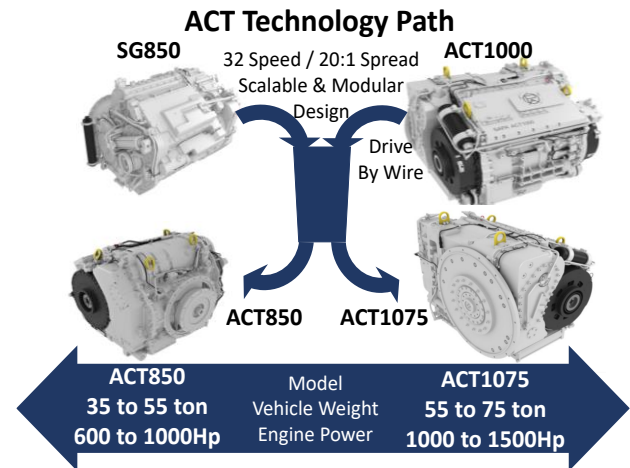 ACT Technology Path
SG850
ACT1000
32 Speed / 20:1 Spread
Scalable & Modular
Design
Drive
By Wire
SAPA ACT1000
ACT850
ACT1075
ACT850
35 to 55 ton
600 to 1000Hp
Model
Vehicle Weight
Engine Power
ACT1075
55 to 75 ton
1000 to 1500Hp